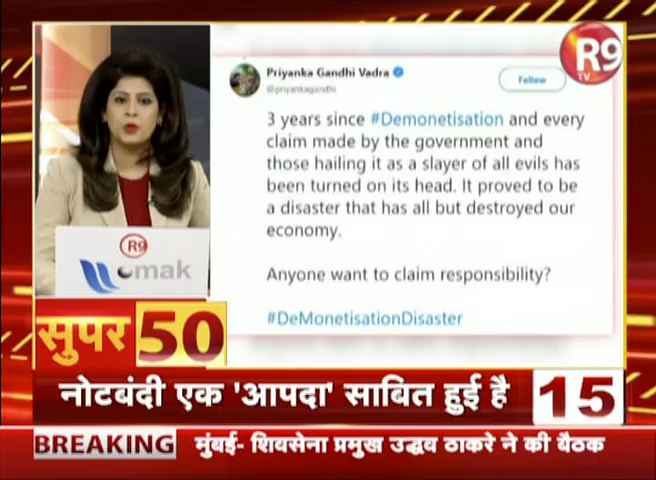 R9
TV
Priyanka Gandhi Vadra
@priyankagandhi
Follow
3 years since #Demonetisation and every
claim made by the government and
those hailing it as a slayer of all evils has
been turned on its head. It proved to be
a disaster that has all but destroyed our
economy.
Anyone want to claim responsibility?
#DeMonetisationDisaster
R9
omak
सुपर 50
नोटबंदी एक 'आपदा' साबित हुई है
15
BREAKING
मुंबई- शिवसेना प्रमुख उद्धव ठाकरे ने की बैठक